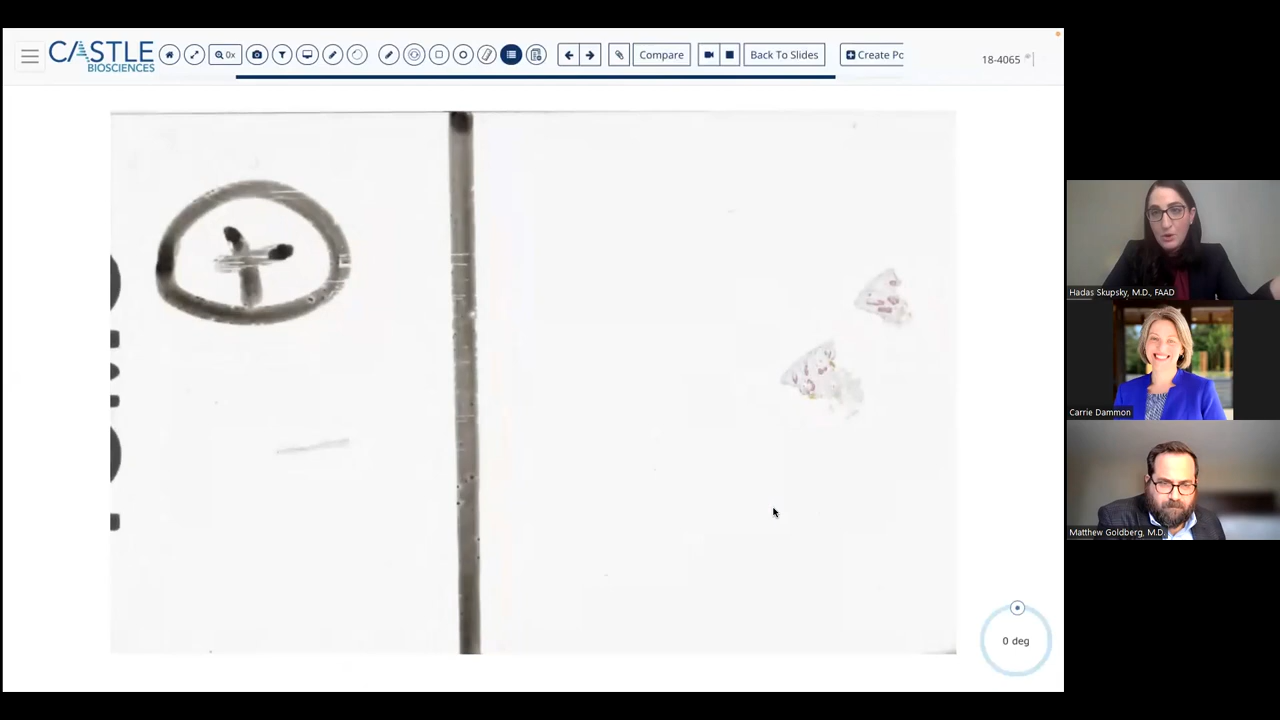 CASTLE
BIOSCIENCES
0x
Compare
Back To Slides
Create Po
18-4065
+
0 deg
Hadas Skupsky, M.D., FAAD
Carrie Dammon
Matthew Goldberg, M.D.